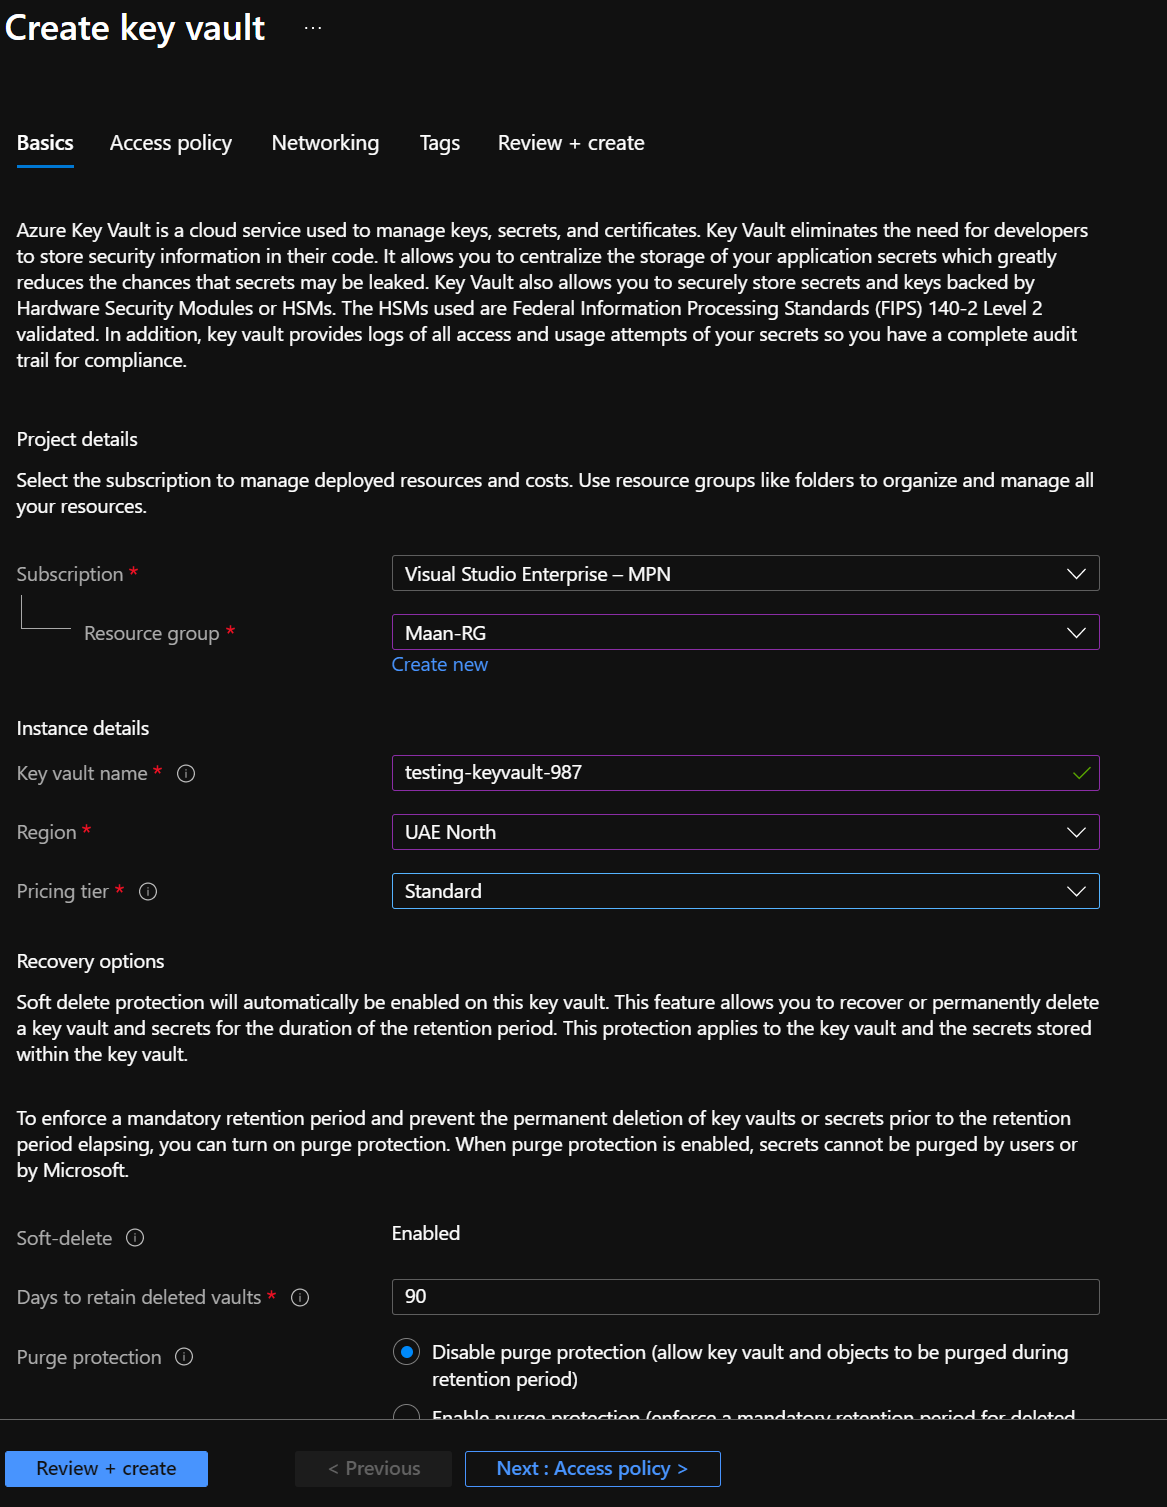 Create key vault ...
Basics Access policy Networking Tags Review + create
Azure Key Vault is a cloud service used to manage keys, secrets, and certificates. Key Vault eliminates the need for developers
to store security information in their code. It allows you to centralize the storage of your application secrets which greatly
reduces the chances that secrets may be leaked. Key Vault also allows you to securely store secrets and keys backed by
Hardware Security Modules or HSMs. The HSMs used are Federal Information Processing Standards (FIPS) 140-2 Level 2
validated. In addition, key vault provides logs of all access and usage attempts of your secrets so you have a complete audit
trail for compliance.
Project details
Select the subscription to manage deployed resources and costs. Use resource groups like folders to organize and manage all
your resources.
Subscription * Visual Studio Enterprise – MPN
Resource group * Maan-RG
Create new
Instance details
Key vault name * testing-keyvault-987
Region * UAE North
Pricing tier * Standard
Recovery options
Soft delete protection will automatically be enabled on this key vault. This feature allows you to recover or permanently delete
a key vault and secrets for the duration of the retention period. This protection applies to the key vault and the secrets stored
within the key vault.
To enforce a mandatory retention period and prevent the permanent deletion of key vaults or secrets prior to the retention
period elapsing, you can turn on purge protection. When purge protection is enabled, secrets cannot be purged by users or
by Microsoft.
Soft-delete Enabled
Days to retain deleted vaults * 90
Purge protection Disable purge protection (allow key vault and objects to be purged during
retention period)
Enable purge protection (enforce a mandatory retention period for deleted
Review + create < Previous Next : Access policy >